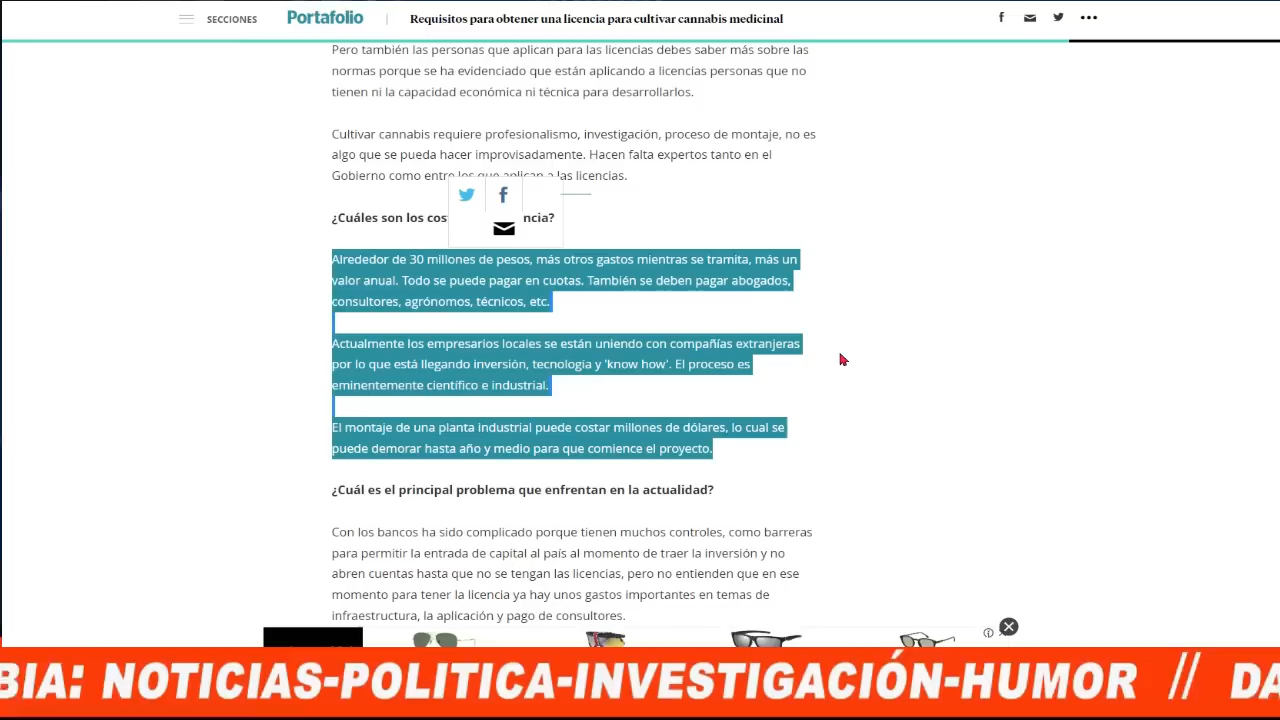 SECCIONES
Portafolio
Requisitos para obtener una licencia para cultivar cannabis medicinal
Pero también las personas que aplican para las licencias debes saber más sobre las
normas porque se ha evidenciado que están aplicando a licencias personas que no
tienen ni la capacidad económica ni técnica para desarrollarlos.
Cultivar cannabis requiere profesionalismo, investigación, proceso de montaje, no es
algo que se pueda hacer improvisadamente. Hacen falta expertos tanto en el
Gobierno como entre los que aplican a las licencias.
¿Cuáles son los cos ncia?
Alrededor de 30 millones de pesos, más otros gastos mientras se tramita, más un
valor anual. Todo se puede pagar en cuotas. También se deben pagar abogados,
consultores, agrónomos, técnicos, etc.
Actualmente los empresarios locales se están uniendo con compañías extranjeras
por lo que está llegando inversión, tecnología y 'know how'. El proceso es
eminentemente científico e industrial.
El montaje de una planta industrial puede costar millones de dólares, lo cual se
puede demorar hasta año y medio para que comience el proyecto.
¿Cuál es el principal problema que enfrentan en la actualidad?
Con los bancos ha sido complicado porque tienen muchos controles, como barreras
para permitir la entrada de capital al país al momento de traer la inversión y no
abren cuentas hasta que no se tengan las licencias, pero no entienden que en ese
momento para tener la licencia ya hay unos gastos importantes en temas de
infraestructura, la aplicación y pago de consultores.
BIA: NOTICIAS-POLITICA-INVESTIGACIÓN-HUMOR // DA